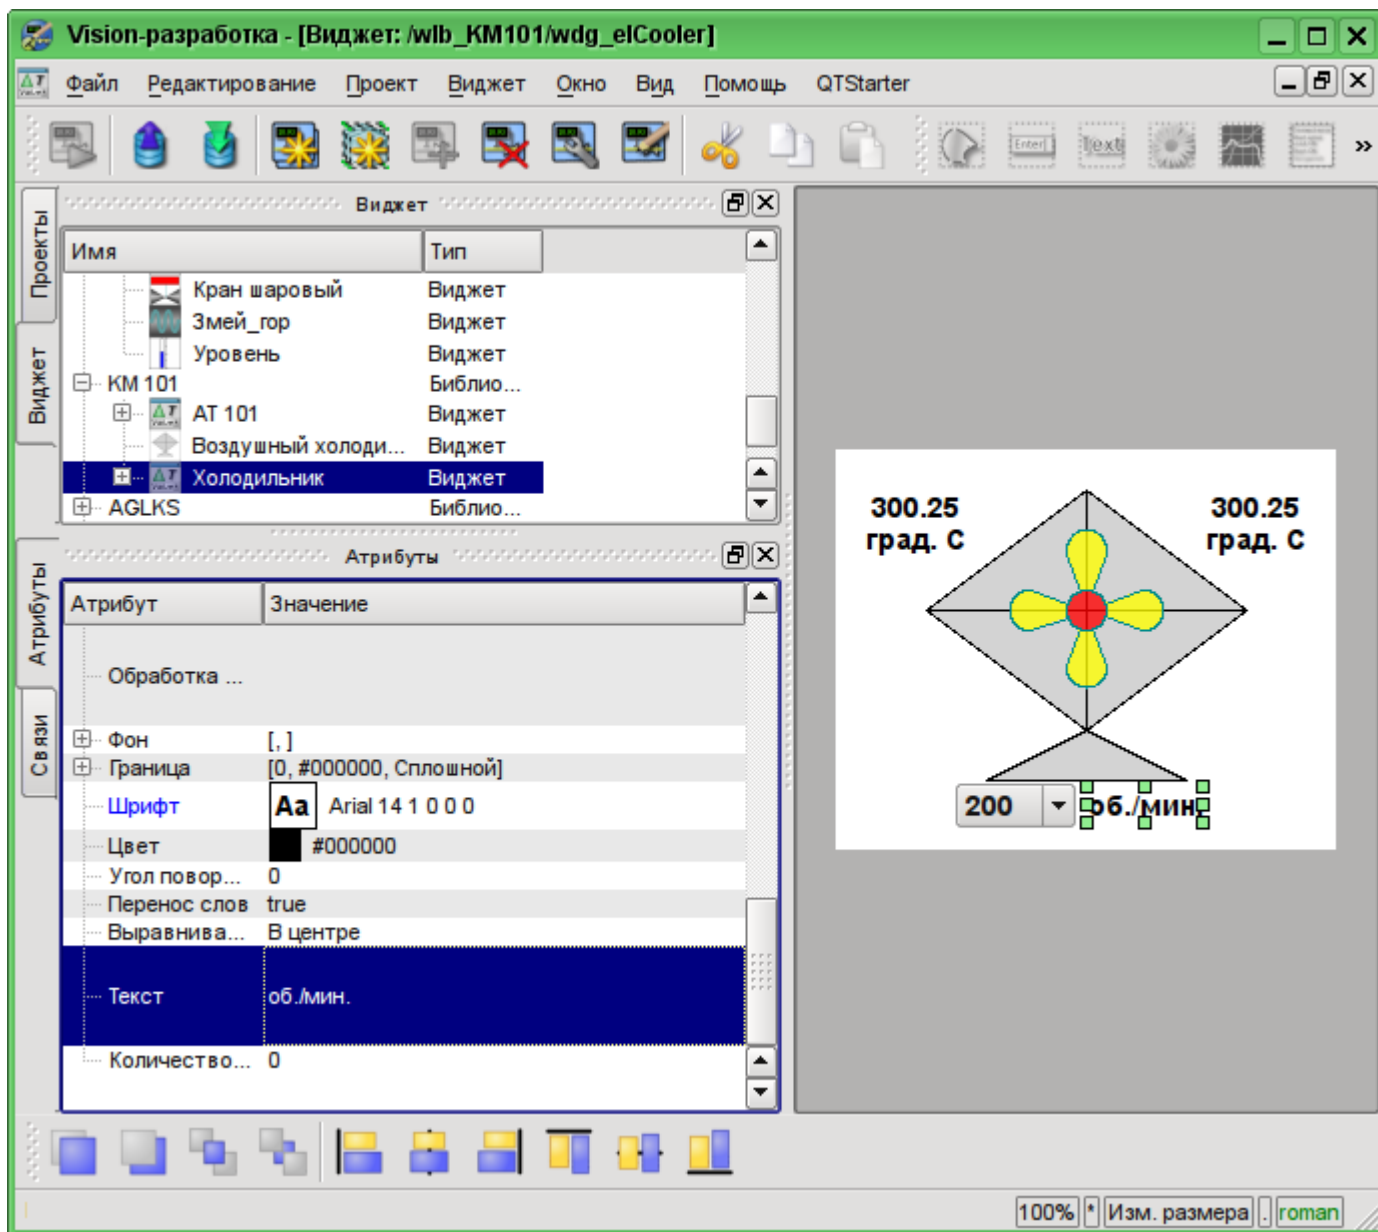 Vision-разработка - [Виджет: /wlb_KM101/wdg_elCooler]
Файл Редактирование Проект Виджет Окно Вид Помощь QTStarter
Enter Text
Проекты
Виджет
Виджет
Имя Тип
Кран шаровый Виджет
Змей_гор Виджет
Уровень Виджет
КМ 101 Библио...
АТ 101 Виджет
Воздушный холоди... Виджет
Холодильник Виджет
AGLKS Библио...
Атрибуты
Связи
Атрибуты
Атрибут Значение
Обработка ...
Фон [, ]
Граница [0, #000000, Сплошной]
Шрифт Aa Arial 14 1 0 0 0
Цвет #000000
Угол повор... 0
Перенос слов true
Выравнива... В центре
Текст об./мин.
Количество... 0
300.25
град. С
300.25
град. С
200 об./мин.
100% * Изм. размера . roman